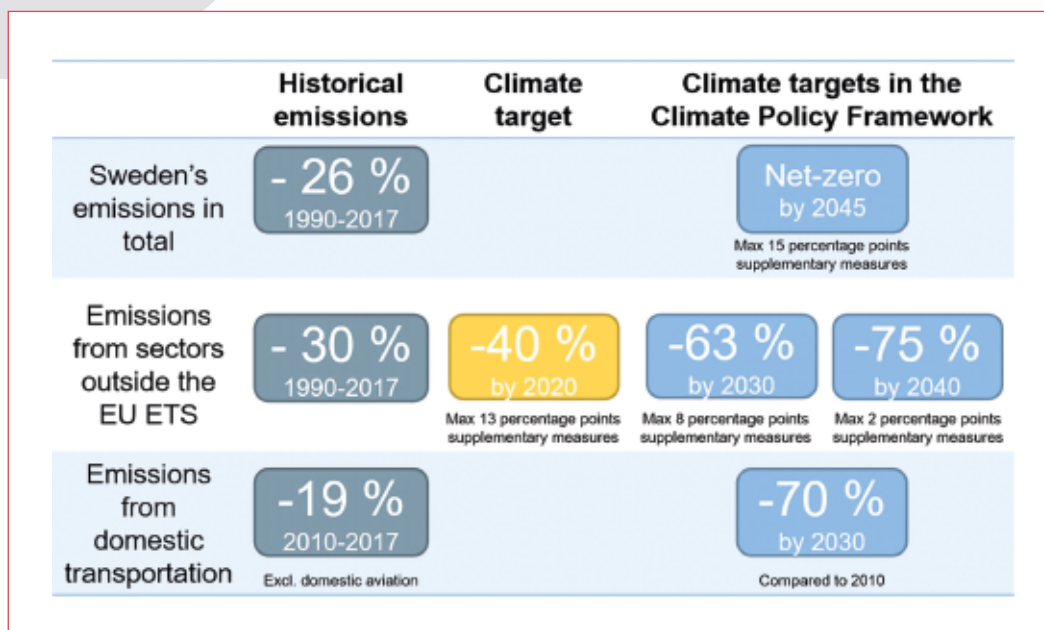 Historical
emissions
Climate
target
Climate targets in the
Climate Policy Framework
Sweden's
emissions in
total
- 26 %
1990-2017
Net-zero
by 2045
Max 15 percentage points
supplementary measures
Emissions
from sectors
outside the
EU ETS
- 30 %
1990-2017
-40 %
by 2020
Max 13 percentage points
supplementary measures
-63 %
by 2030
Max 8 percentage points
supplementary measures
-75 %
by 2040
Max 2 percentage points
supplementary measures
Emissions
from
domestic
transportation
-19 %
2010-2017
Excl. domestic aviation
-70 %
by 2030
Compared to 2010